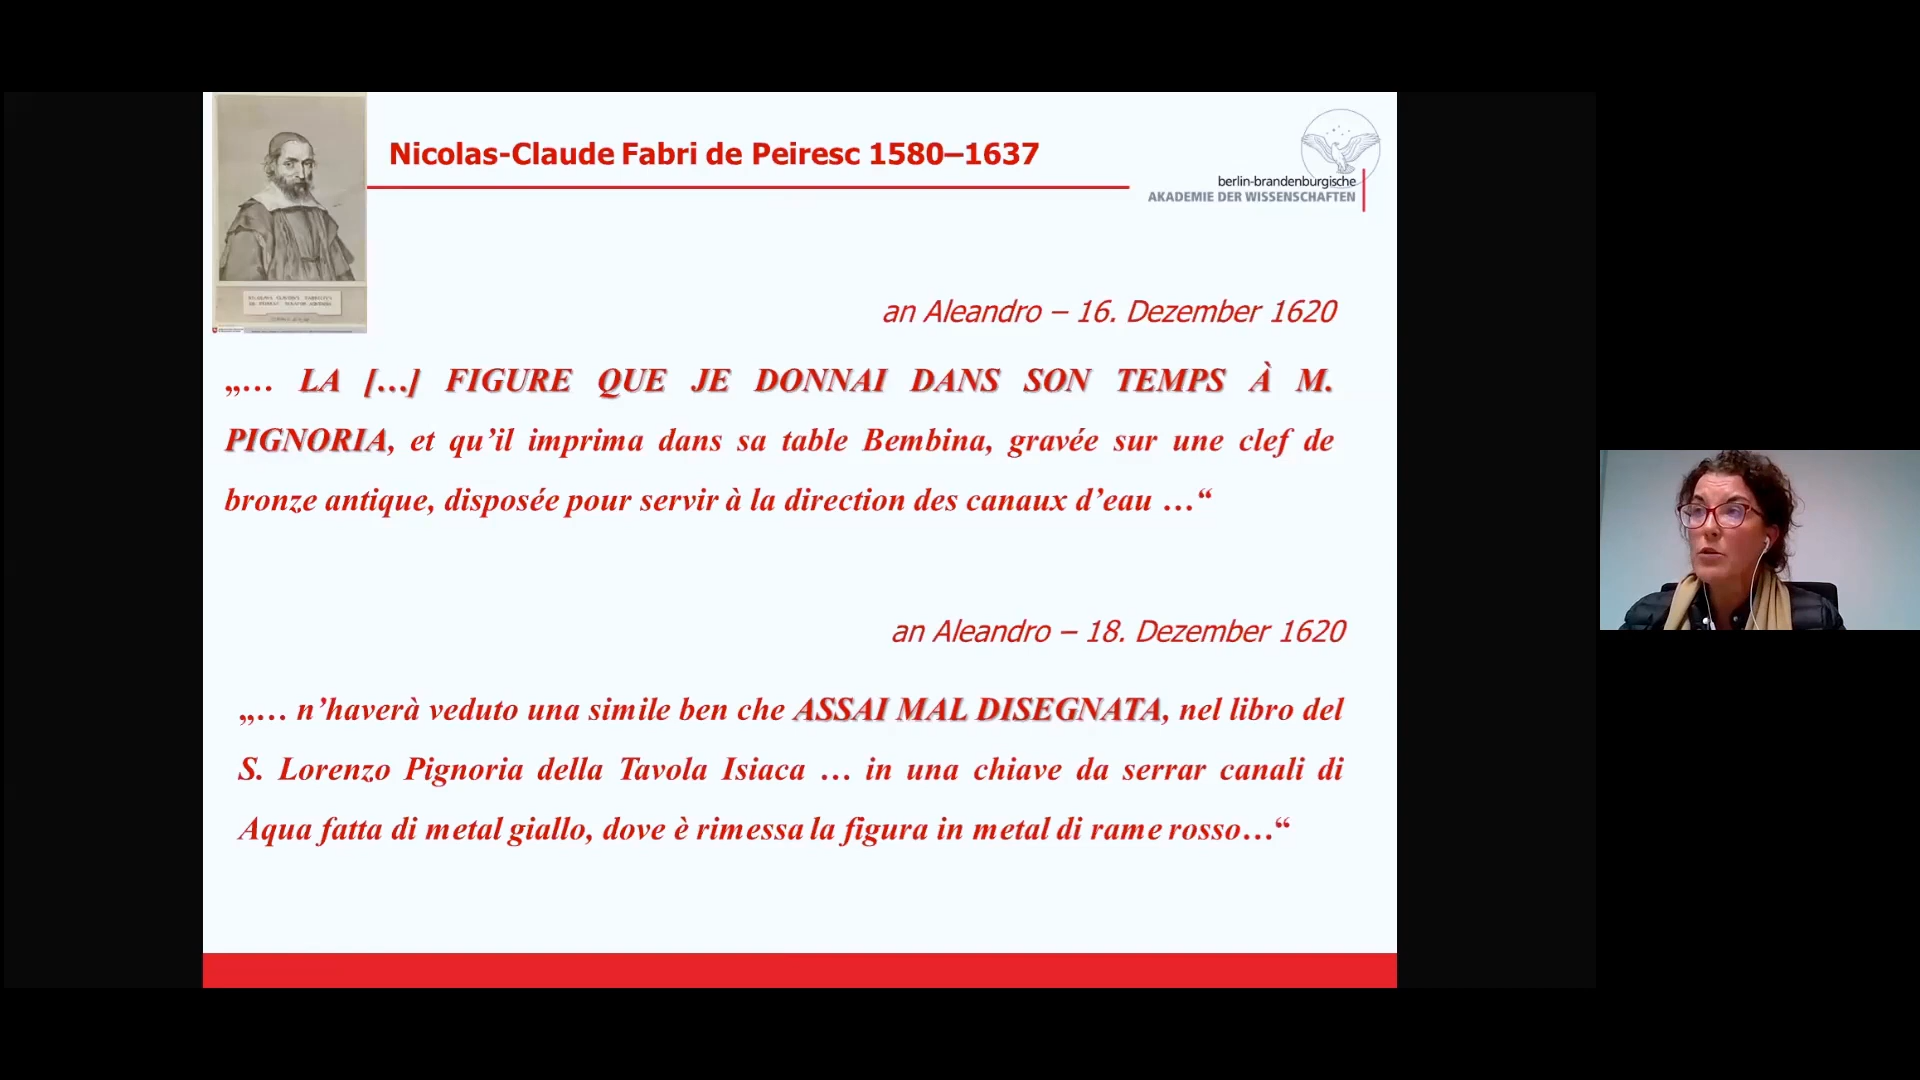 Nicolas-Claude Fabri de Peiresc 1580–1637
berlin-brandenburgische
AKADEMIE DER WISSENSCHAFTEN
an Aleandro – 16. Dezember 1620
„… LA […] FIGURE QUE JE DONNAI DANS SON TEMPS À M.
PIGNORIA, et qu’il imprima dans sa table Bembina, gravée sur une clef de
bronze antique, disposée pour servir à la direction des canaux d’eau …“
an Aleandro – 18. Dezember 1620
„… n’haverà veduto una simile ben che ASSAI MAL DISEGNATA, nel libro del
S. Lorenzo Pignoria della Tavola Isiaca … in una chiave da serrar canali di
Aqua fatta di metal giallo, dove è rimessa la figura in metal di rame rosso…“